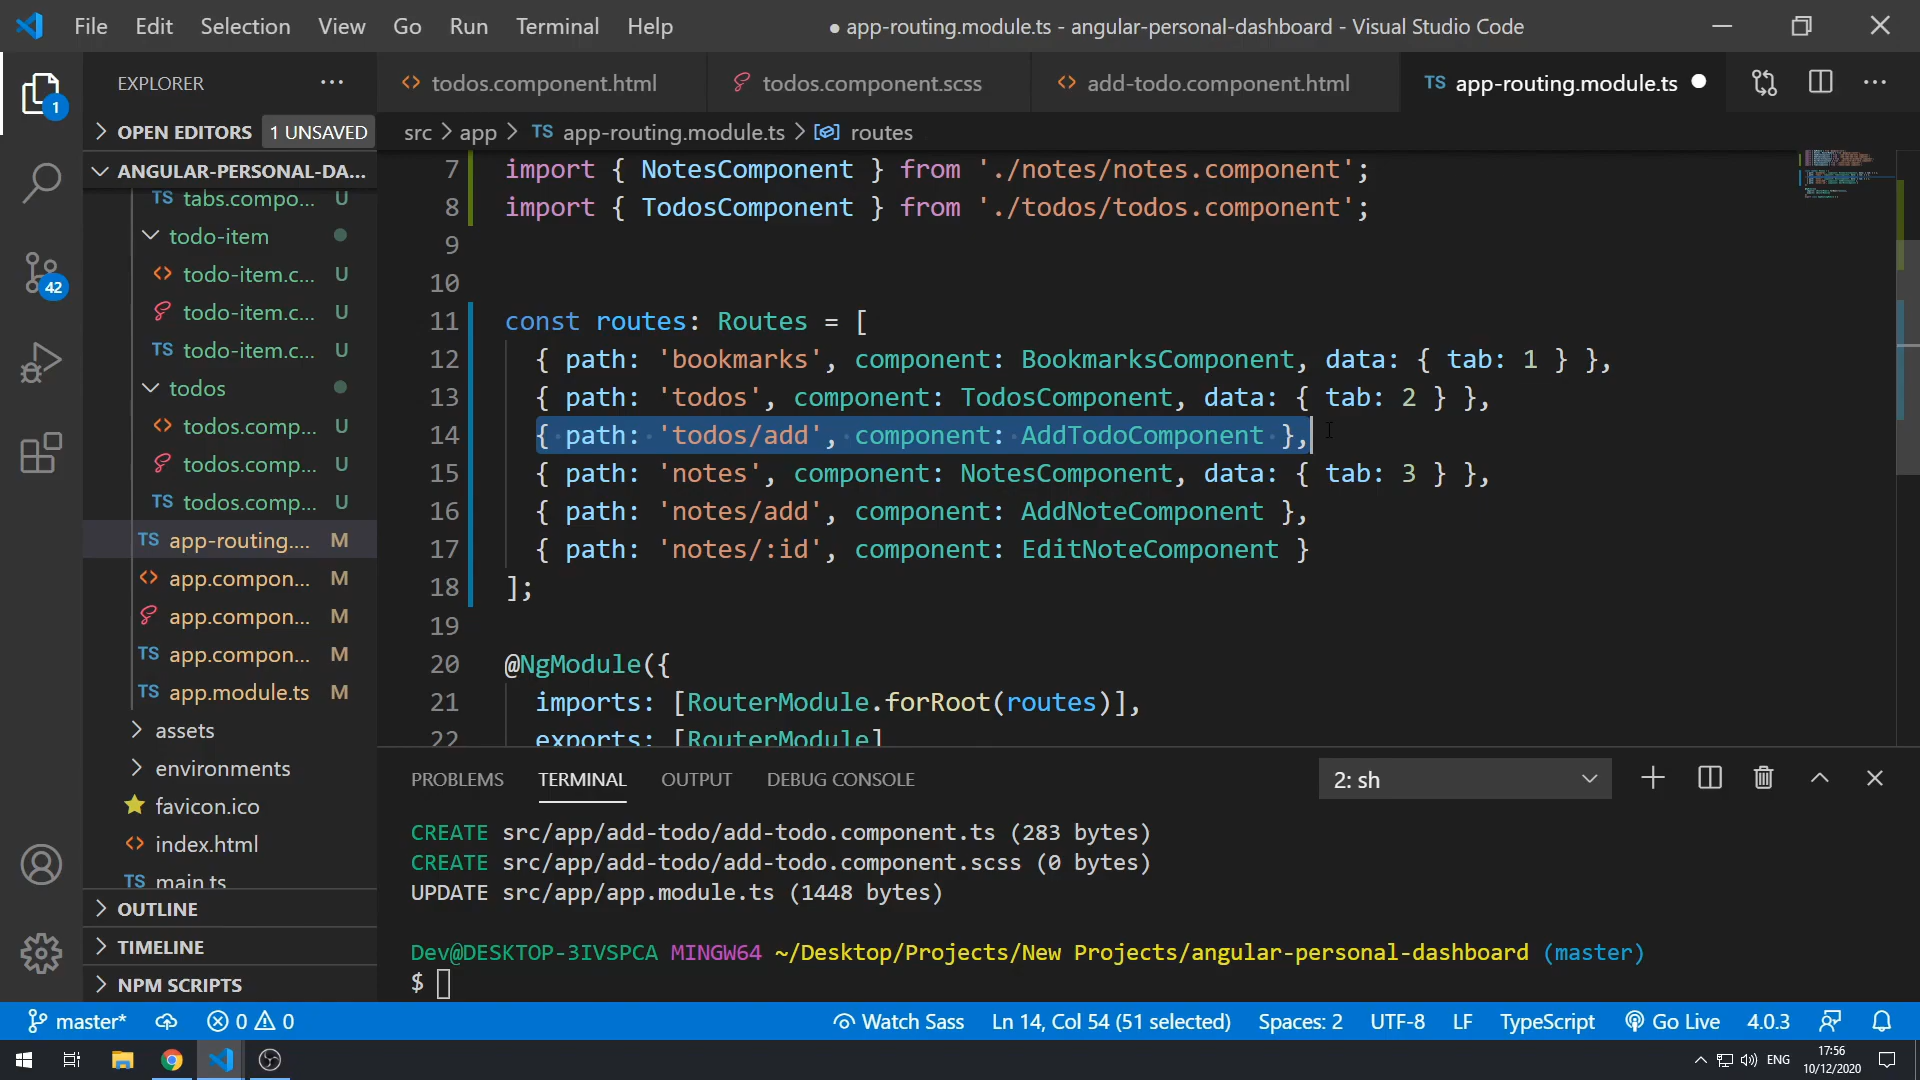 File Edit Selection View Go Run Terminal Help ● app-routing.module.ts - angular-personal-dashboard - Visual Studio Code
EXPLORER ···
todos.component.html todos.component.scss add-todo.component.html TS app-routing.module.ts ● ···
OPEN EDITORS 1 UNSAVED
src > app > TS app-routing.module.ts > routes
ANGULAR-PERSONAL-DA...
TS tabs.compo... U
todo-item
todo-item.c... U
todo-item.c... U
TS todo-item.c... U
todos
todos.comp... U
todos.comp... U
TS todos.comp... U
TS app-routing.... M
app.compon... M
app.compon... M
TS app.compon... M
TS app.module.ts M
assets
environments
favicon.ico
index.html
TS main.ts
OUTLINE
TIMELINE
NPM SCRIPTS
1
42
7 import { NotesComponent } from './notes/notes.component';
8 import { TodosComponent } from './todos/todos.component';
9
10
11 const routes: Routes = [
12 { path: 'bookmarks', component: BookmarksComponent, data: { tab: 1 } },
13 { path: 'todos', component: TodosComponent, data: { tab: 2 } },
14 { path: 'todos/add', component: AddTodoComponent },
15 { path: 'notes', component: NotesComponent, data: { tab: 3 } },
16 { path: 'notes/add', component: AddNoteComponent },
17 { path: 'notes/:id', component: EditNoteComponent }
18 ];
19
20 @NgModule({
21 imports: [RouterModule.forRoot(routes)],
22 exports: [RouterModule]
PROBLEMS TERMINAL OUTPUT DEBUG CONSOLE 2: sh
CREATE src/app/add-todo/add-todo.component.ts (283 bytes)
CREATE src/app/add-todo/add-todo.component.scss (0 bytes)
UPDATE src/app/app.module.ts (1448 bytes)
Dev@DESKTOP-3IVSPCA MINGW64 ~/Desktop/Projects/New Projects/angular-personal-dashboard (master)
$
master* 0 0 Watch Sass Ln 14, Col 54 (51 selected) Spaces: 2 UTF-8 LF TypeScript Go Live 4.0.3
ENG 17:56
10/12/2020